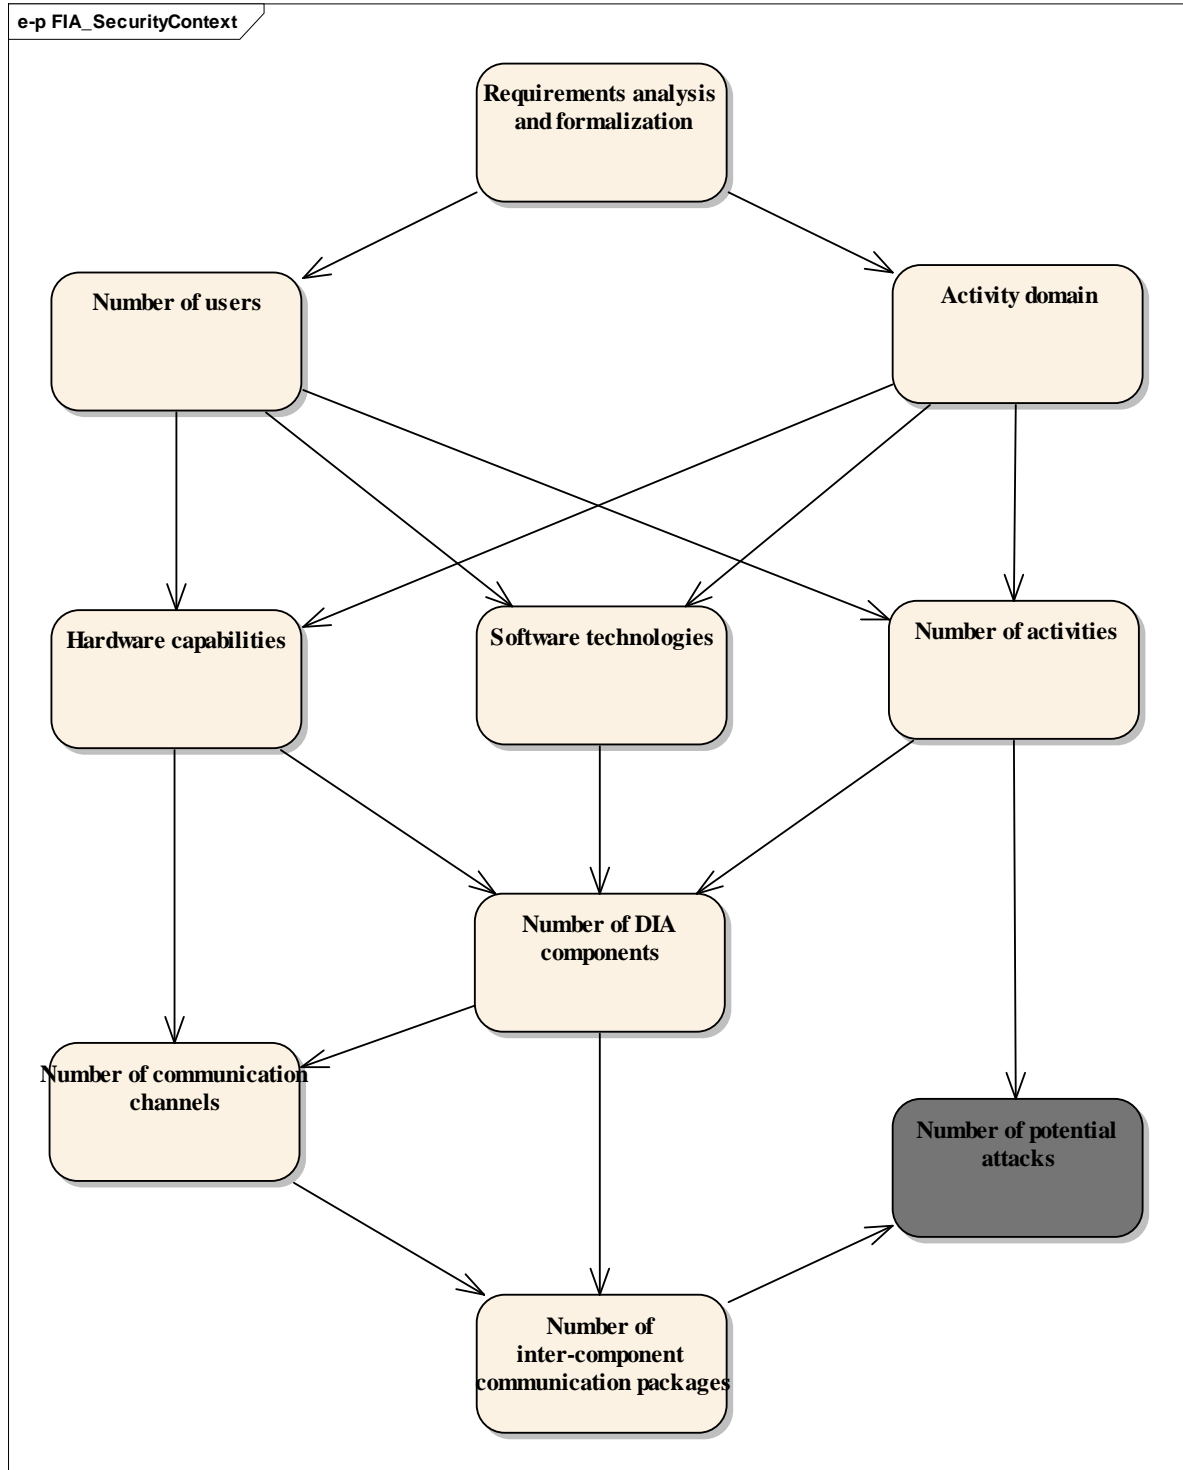 e-p FIA_SecurityContext
Requirements analysis
and formalization
Number of users
Activity domain
Hardware capabilities
Software technologies
Number of activities
Number of DIA
components
Number of communication
channels
Number of potential
attacks
Number of
inter-component
communication packages